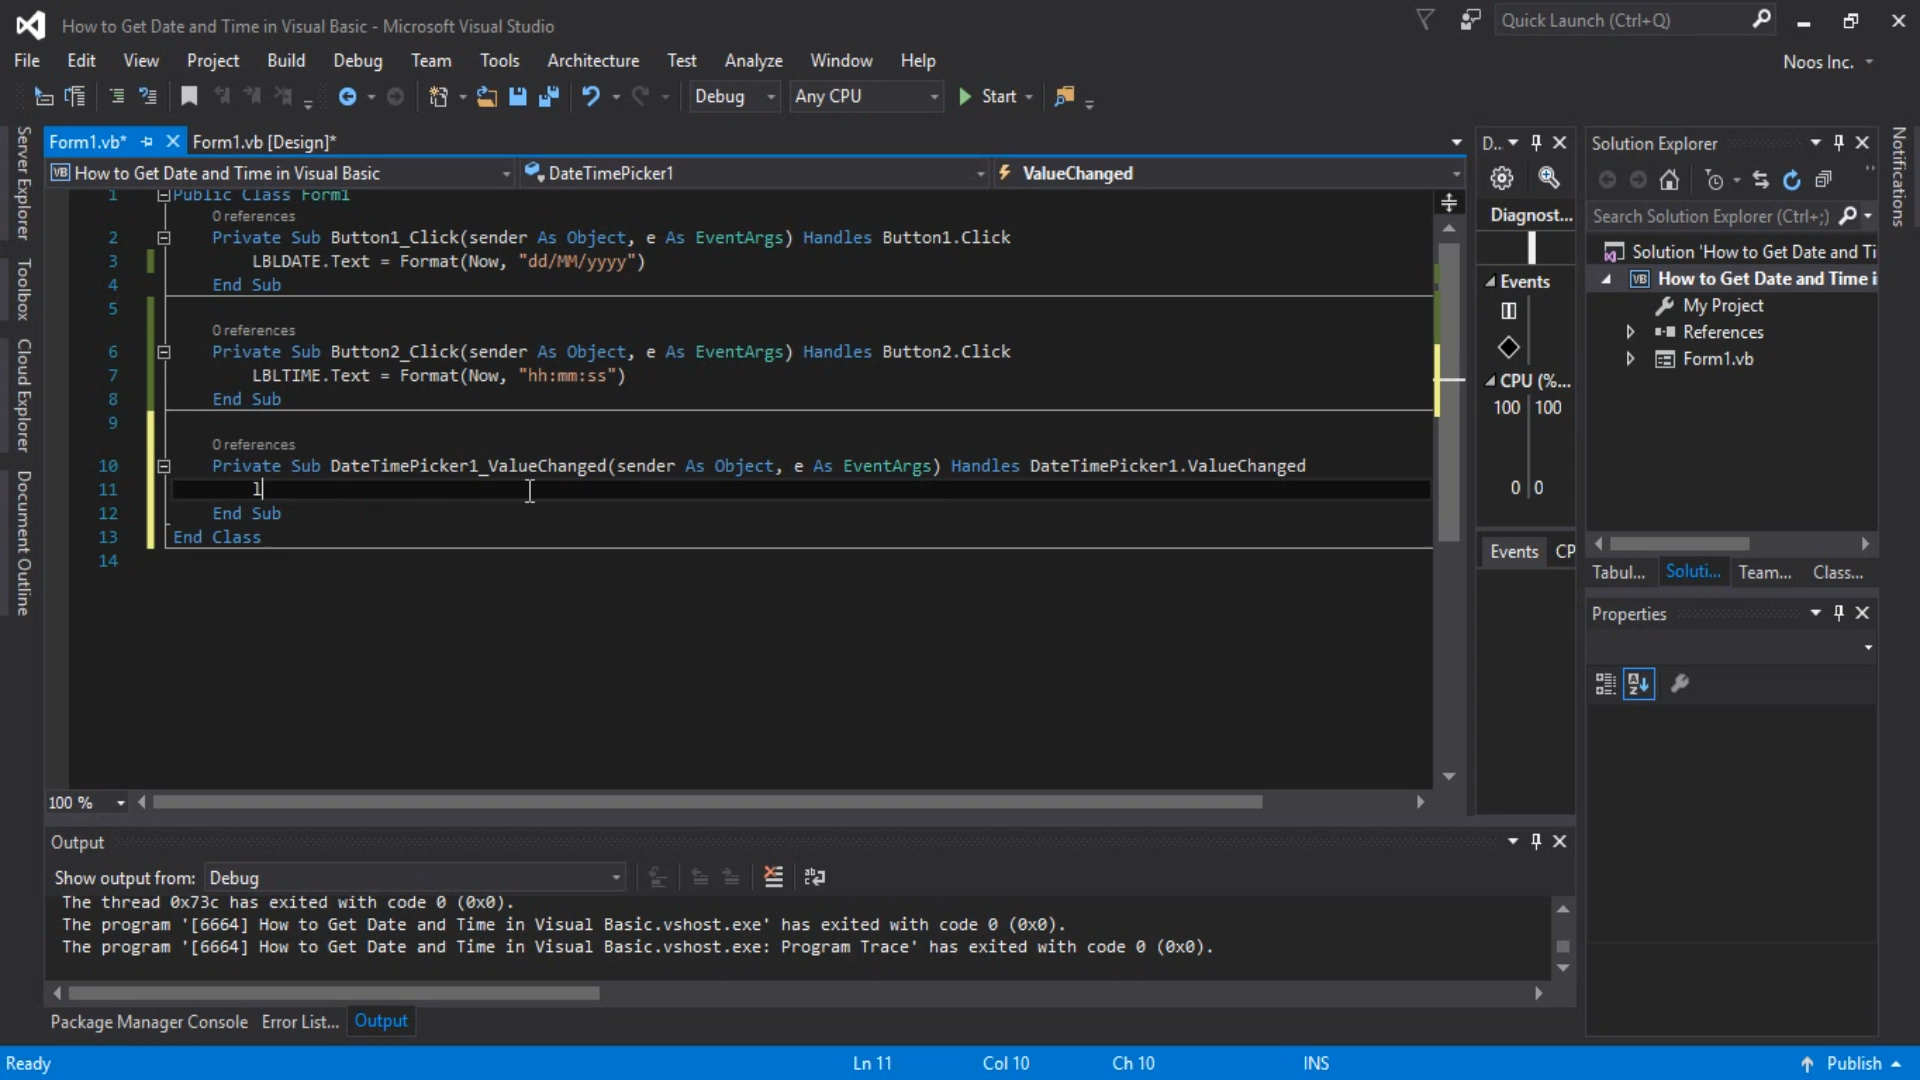 How to Get Date and Time in Visual Basic - Microsoft Visual Studio
Quick Launch (Ctrl+Q)
File Edit View Project Build Debug Team Tools Architecture Test Analyze Window Help
Noos Inc.
Debug Any CPU Start
Form1.vb* Form1.vb [Design]*
How to Get Date and Time in Visual Basic DateTimePicker1 ValueChanged
Server Explorer
Toolbox
Cloud Explorer
Document Outline
1 Public Class Form1
0 references
2 Private Sub Button1_Click(sender As Object, e As EventArgs) Handles Button1.Click
3 LBLDATE.Text = Format(Now, "dd/MM/yyyy")
4 End Sub
5
0 references
6 Private Sub Button2_Click(sender As Object, e As EventArgs) Handles Button2.Click
7 LBLTIME.Text = Format(Now, "hh:mm:ss")
8 End Sub
9
0 references
10 Private Sub DateTimePicker1_ValueChanged(sender As Object, e As EventArgs) Handles DateTimePicker1.ValueChanged
11 l
12 End Sub
13 End Class
14
100 %
D...
Diagnost...
Events
CPU (%...
100 100
0 0
Events CP
Solution Explorer
Search Solution Explorer (Ctrl+;)
Solution 'How to Get Date and Ti
VB How to Get Date and Time i
My Project
References
Form1.vb
Tabul... Soluti... Team... Class...
Properties
Notifications
Output
Show output from: Debug
The thread 0x73c has exited with code 0 (0x0).
The program '[6664] How to Get Date and Time in Visual Basic.vshost.exe' has exited with code 0 (0x0).
The program '[6664] How to Get Date and Time in Visual Basic.vshost.exe: Program Trace' has exited with code 0 (0x0).
Package Manager Console Error List... Output
Ready Ln 11 Col 10 Ch 10 INS Publish